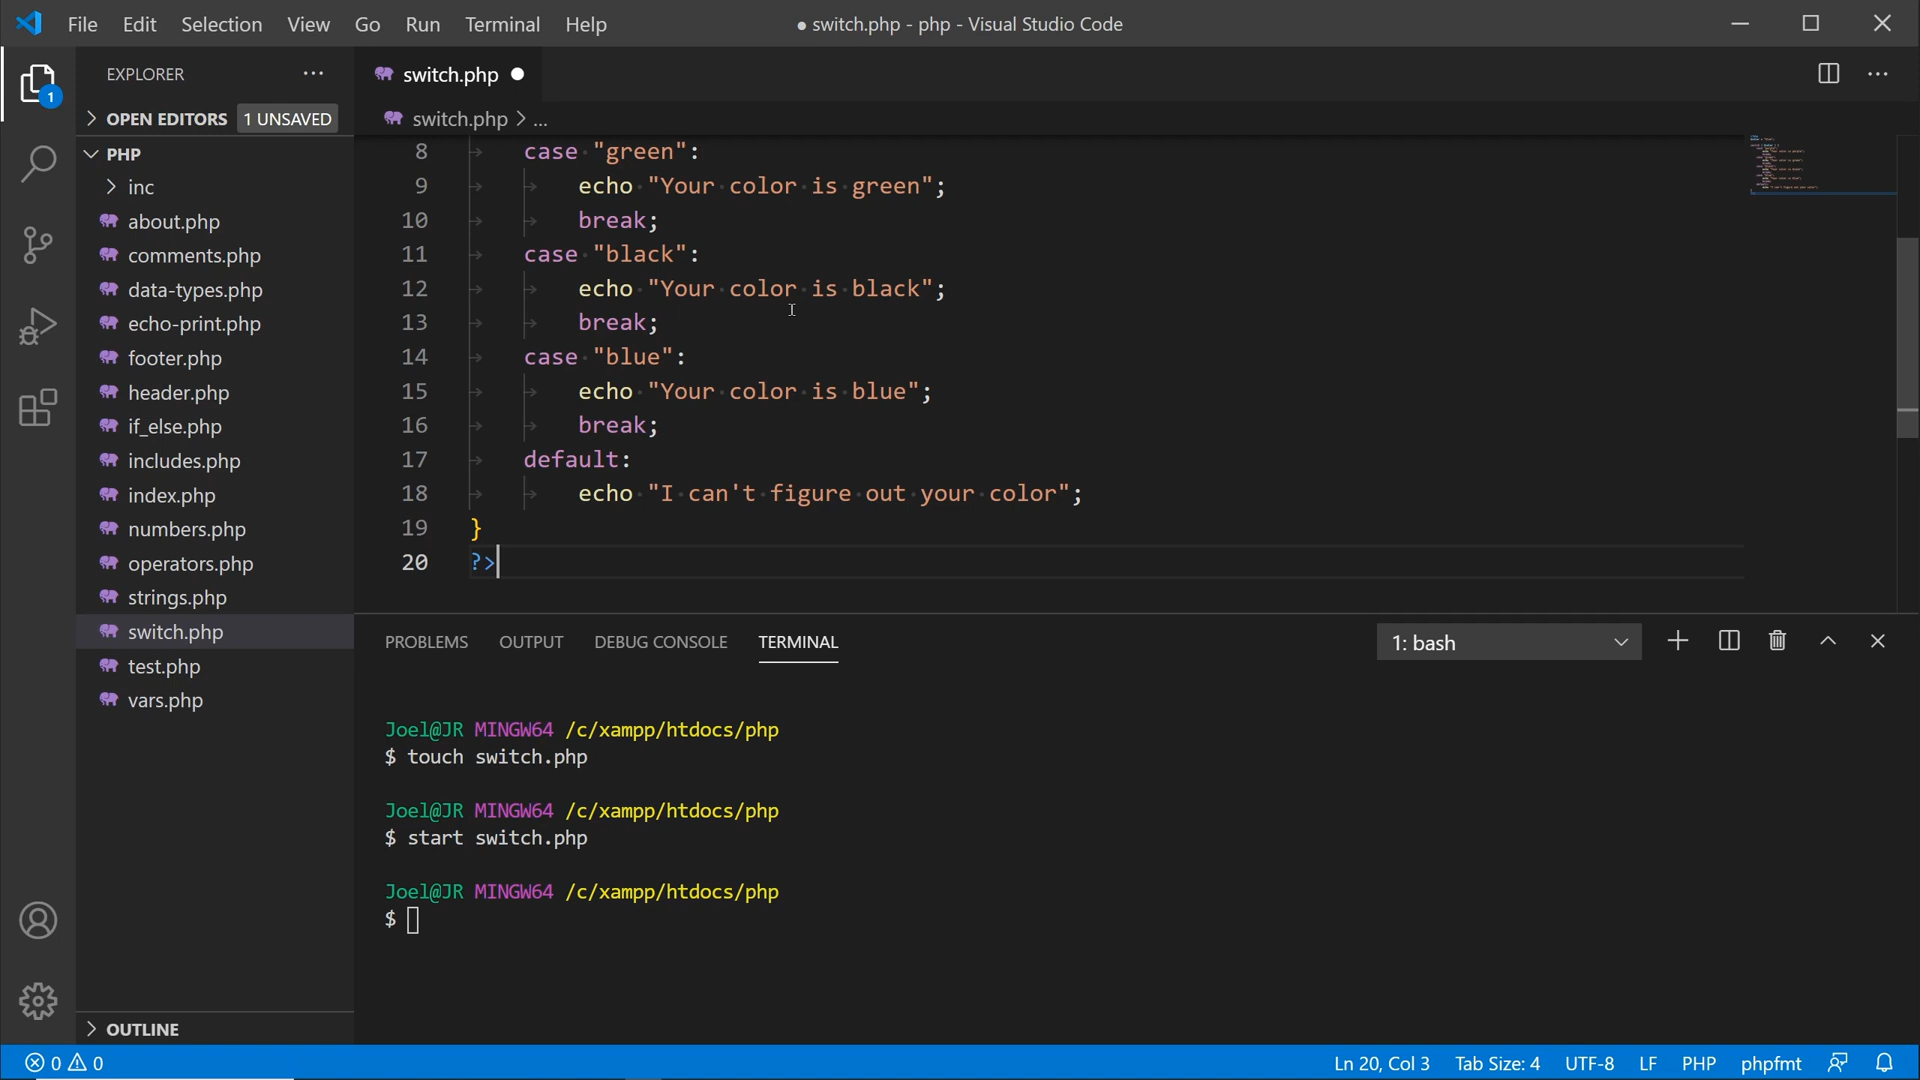 File Edit Selection View Go Run Terminal Help
● switch.php - php - Visual Studio Code
1
EXPLORER ···
OPEN EDITORS 1 UNSAVED
PHP
inc
about.php
comments.php
data-types.php
echo-print.php
footer.php
header.php
if_else.php
includes.php
index.php
numbers.php
operators.php
strings.php
switch.php
test.php
vars.php
OUTLINE
switch.php ●
switch.php > ...
8 case "green":
9 echo "Your color is green";
10 break;
11 case "black":
12 echo "Your color is black";
13 break;
14 case "blue":
15 echo "Your color is blue";
16 break;
17 default:
18 echo "I can't figure out your color";
19 }
20 ?>
PROBLEMS OUTPUT DEBUG CONSOLE TERMINAL 1: bash
Joel@JR MINGW64 /c/xampp/htdocs/php
$ touch switch.php
Joel@JR MINGW64 /c/xampp/htdocs/php
$ start switch.php
Joel@JR MINGW64 /c/xampp/htdocs/php
$
0 0 Ln 20, Col 3 Tab Size: 4 UTF-8 LF PHP phpfmt